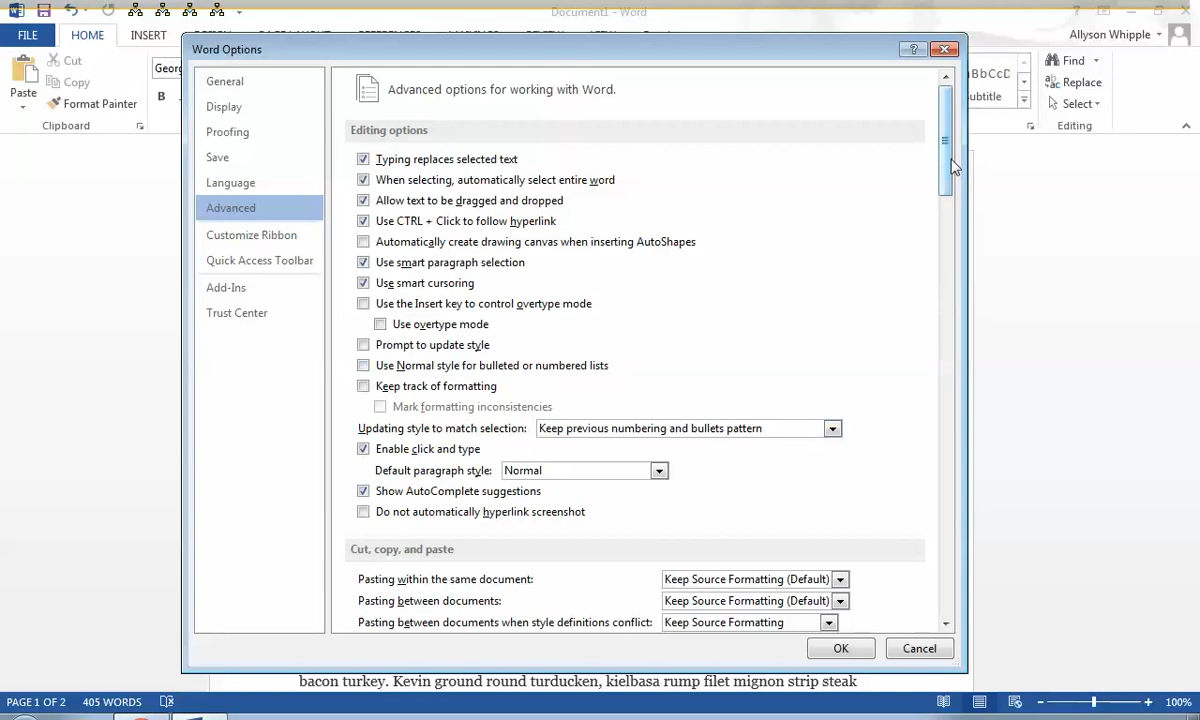 Document1 - Word
FILE HOME INSERT
Allyson Whipple
Word Options
Cut
Copy
Format Painter
Paste
Clipboard
Geor
B
Find
Replace
Select
Editing
General
Display
Proofing
Save
Language
Advanced
Customize Ribbon
Quick Access Toolbar
Add-Ins
Trust Center
Advanced options for working with Word.
Editing options
Typing replaces selected text
When selecting, automatically select entire word
Allow text to be dragged and dropped
Use CTRL + Click to follow hyperlink
Automatically create drawing canvas when inserting AutoShapes
Use smart paragraph selection
Use smart cursoring
Use the Insert key to control overtype mode
Use overtype mode
Prompt to update style
Use Normal style for bulleted or numbered lists
Keep track of formatting
Mark formatting inconsistencies
Updating style to match selection: Keep previous numbering and bullets pattern
Enable click and type
Default paragraph style: Normal
Show AutoComplete suggestions
Do not automatically hyperlink screenshot
Cut, copy, and paste
Pasting within the same document: Keep Source Formatting (Default)
Pasting between documents: Keep Source Formatting (Default)
Pasting between documents when style definitions conflict: Keep Source Formatting
OK Cancel
bacon turkey. Kevin ground round turducken, kielbasa rump filet mignon strip steak
PAGE 1 OF 2 405 WORDS 100%